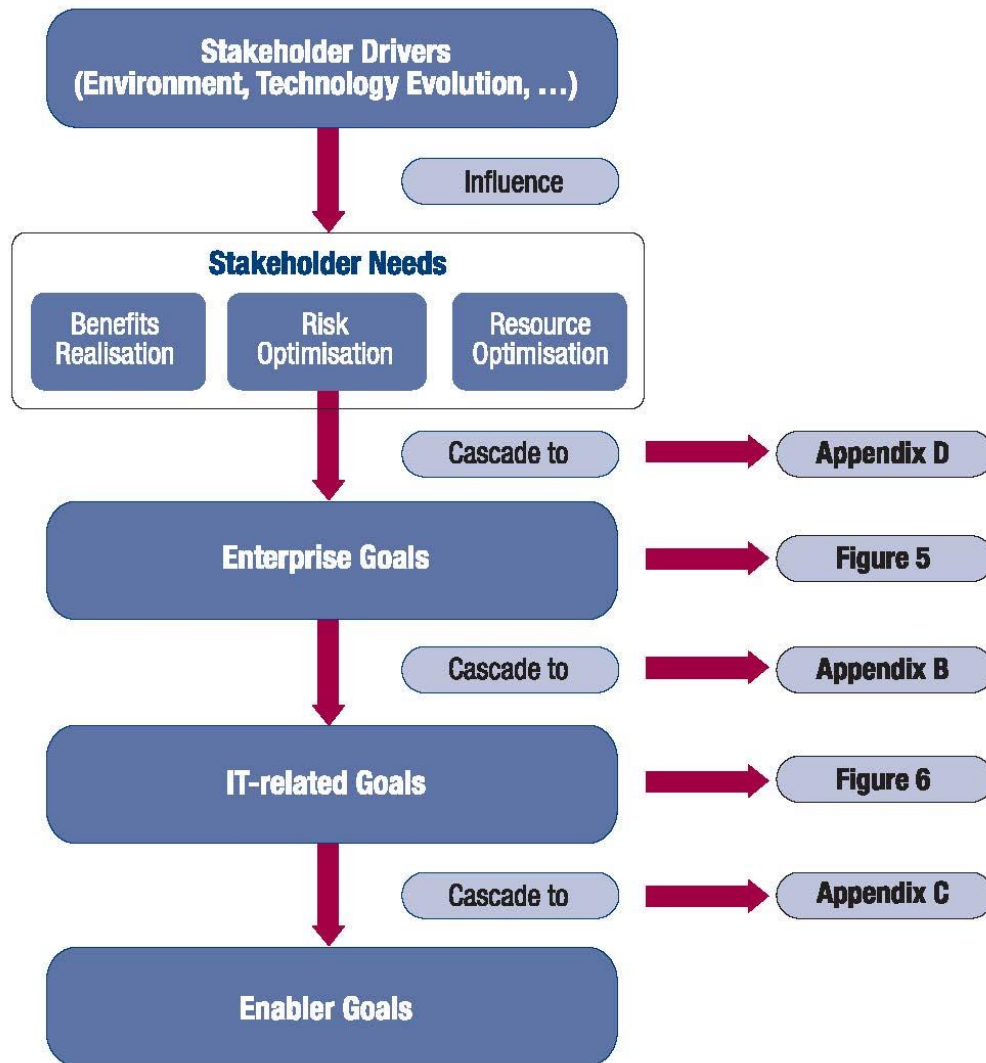 Stakeholder Drivers
(Environment, Technology Evolution, …)
Influence
Stakeholder Needs
Benefits
Realisation
Risk
Optimisation
Resource
Optimisation
Cascade to
Appendix D
Enterprise Goals
Figure 5
Cascade to
Appendix B
IT-related Goals
Figure 6
Cascade to
Appendix C
Enabler Goals